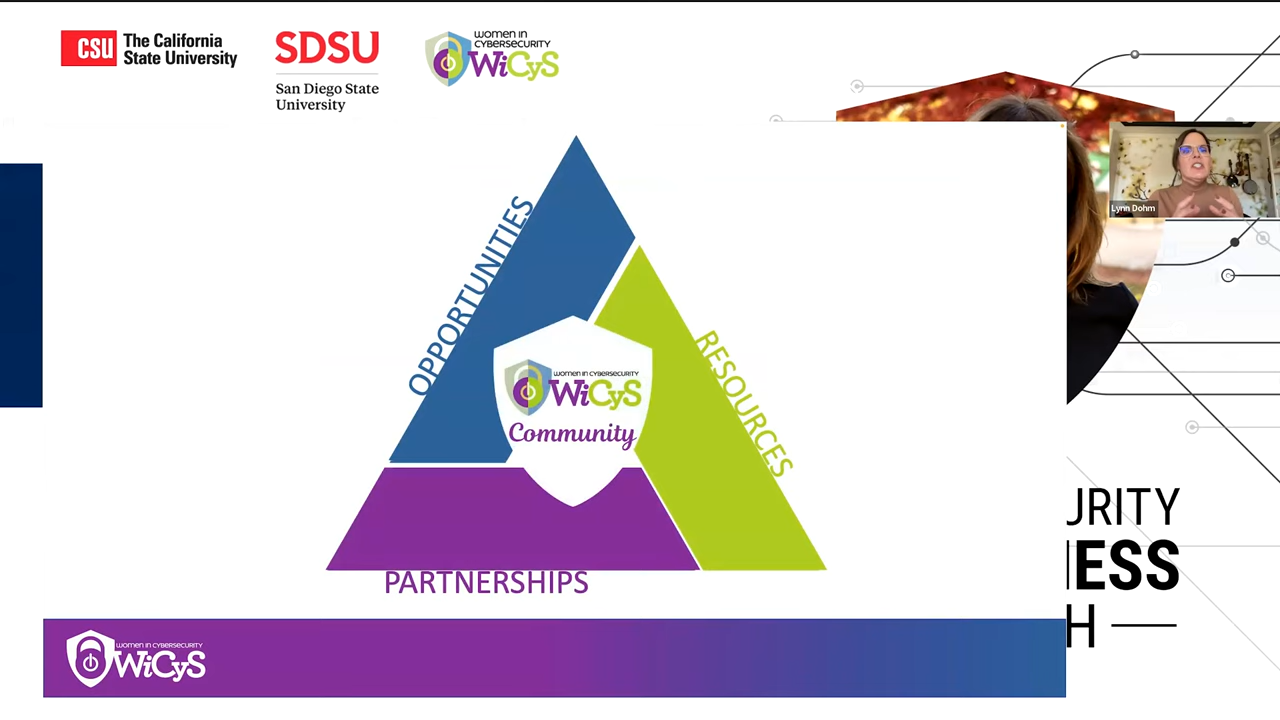 CSU The California
State University
SDSU
San Diego State
University
WOMEN IN
CYBERSECURITY
WiCyS
Lynn Dohm
OPPORTUNITIES
RESOURCES
WOMEN IN CYBERSECURITY
WiCyS
Community
PARTNERSHIPS
URITY
ESS
H
WOMEN IN CYBERSECURITY
WiCyS